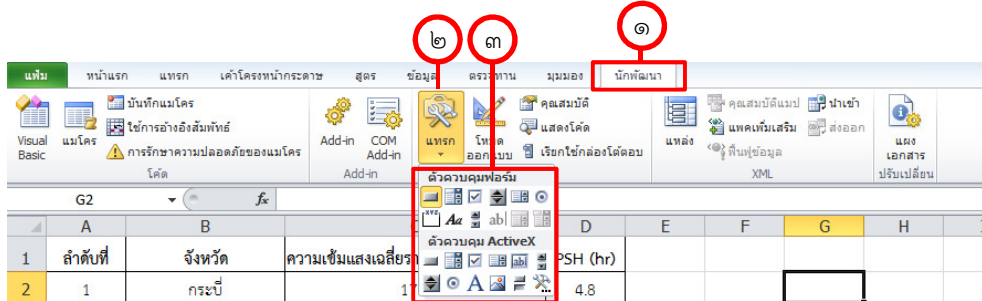 ๒ ๓ ๑
แฟ้ม หน้าแรก แทรก เค้าโครงหน้ากระดาษ สูตร ข้อมูล ตรวจทาน มุมมอง นักพัฒนา
Visual Basic
แมโคร
บันทึกแมโคร
ใช้การอ้างอิงสัมพัทธ์
การรักษาความปลอดภัยของแมโคร
โค้ด
Add-in
COM Add-in
Add-in
แทรก
โหมดออกแบบ
คุณสมบัติ
แสดงโค้ด
เรียกใช้กล่องโต้ตอบ
แหล่ง
คุณสมบัติแมป
แพคเพิ่มเสริม
ฟื้นฟูข้อมูล
นำเข้า
ส่งออก
XML
แผงเอกสาร
ปรับเปลี่ยน
ตัวควบคุมฟอร์ม
XYZ Aa ab
ตัวควบคุม ActiveX
ab A
G2 fx
A B D E F G H
1 ลำดับที่ จังหวัด ความเข้มแสงเฉลี่ยรา PSH (hr)
2 1 กระบี่ 17 4.8